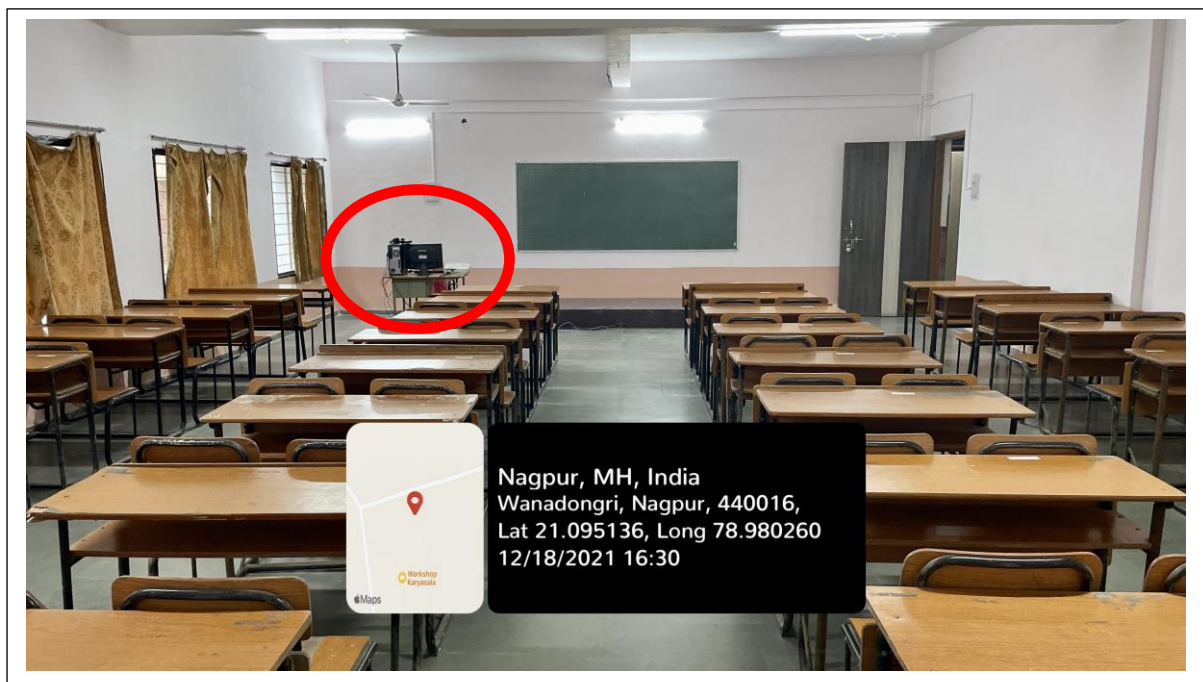 Nagpur, MH, India
Wanadongri, Nagpur, 440016,
Lat 21.095136, Long 78.980260
12/18/2021 16:30
Workshop
Karyasala
Maps